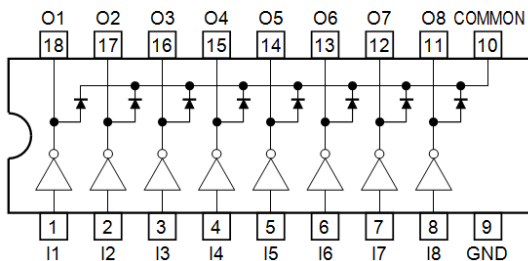 O1 O2 O3 O4 O5 O6 O7 O8 COMMON
18 17 16 15 14 13 12 11 10
1 2 3 4 5 6 7 8 9
I1 I2 I3 I4 I5 I6 I7 I8 GND